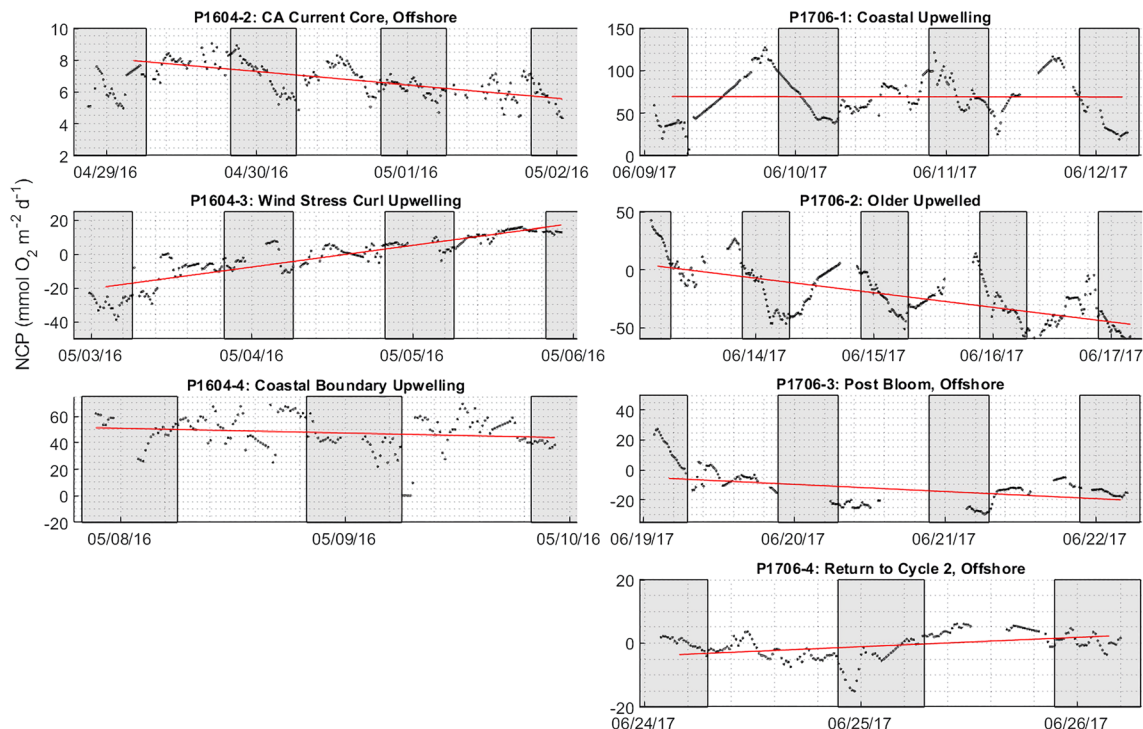 NCP (mmol O₂ m⁻² d⁻¹)
P1604-2: CA Current Core, Offshore
10
8
6
4
2
04/29/16 04/30/16 05/01/16 05/02/16
P1604-3: Wind Stress Curl Upwelling
20
0
-20
-40
05/03/16 05/04/16 05/05/16 05/06/16
P1604-4: Coastal Boundary Upwelling
60
40
20
0
-20
05/08/16 05/09/16 05/10/16
P1706-1: Coastal Upwelling
150
100
50
0
06/09/17 06/10/17 06/11/17 06/12/17
P1706-2: Older Upwelled
50
0
-50
06/14/17 06/15/17 06/16/17 06/17/17
P1706-3: Post Bloom, Offshore
40
20
0
-20
06/19/17 06/20/17 06/21/17 06/22/17
P1706-4: Return to Cycle 2, Offshore
20
0
-20
06/24/17 06/25/17 06/26/17